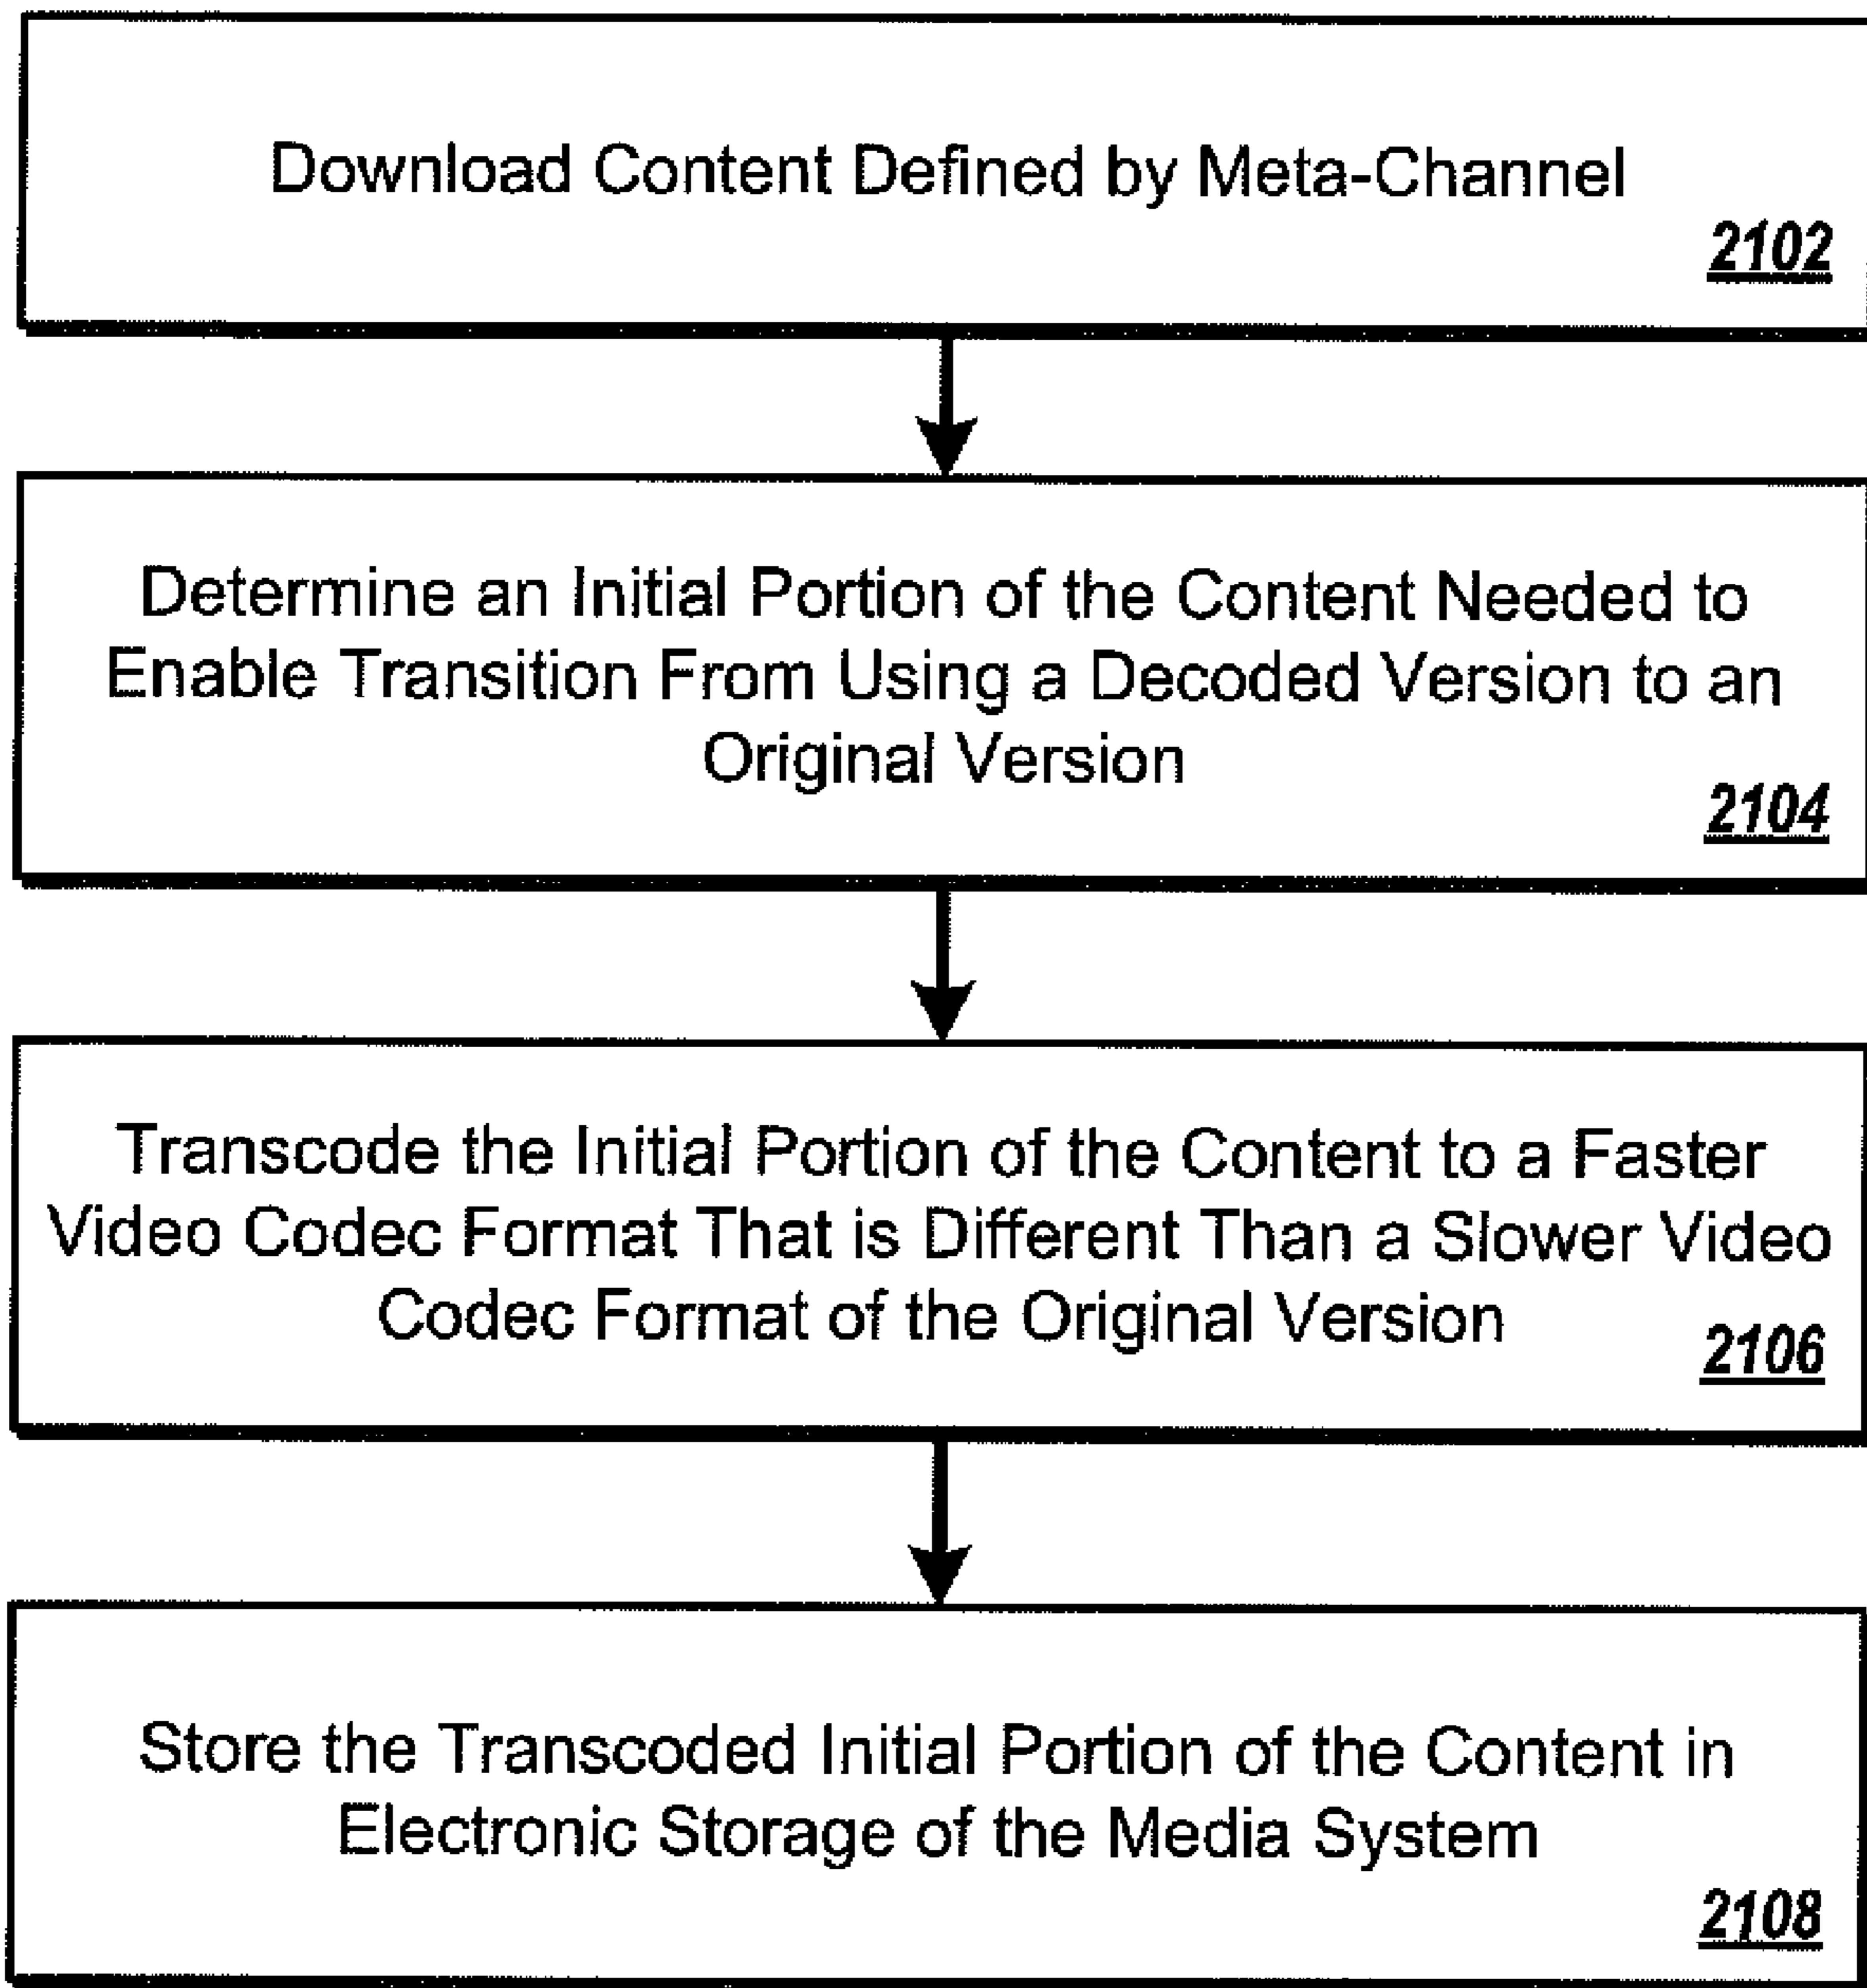 Download Content Defined by Meta-Channel
2102
Determine an Initial Portion of the Content Needed to
Enable Transition From Using a Decoded Version to an
Original Version
2104
Transcode the Initial Portion of the Content to a Faster
Video Codec Format That is Different Than a Slower Video
Codec Format of the Original Version
2106
Store the Transcoded Initial Portion of the Content in
Electronic Storage of the Media System
2108